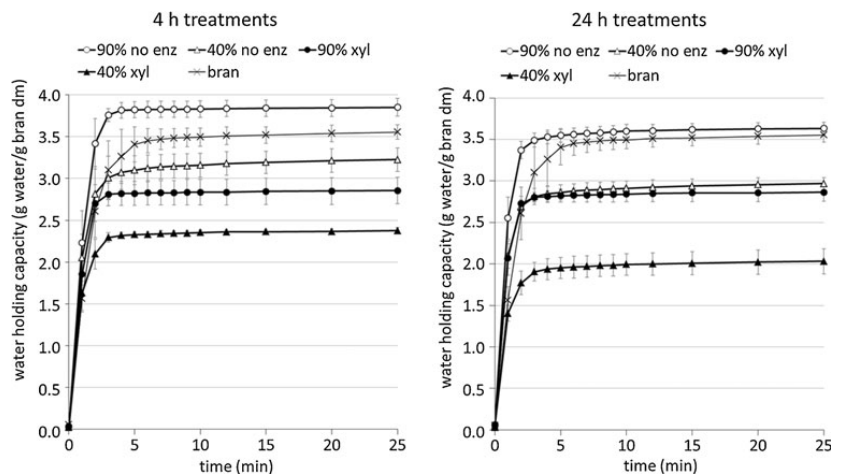 4 h treatments
90% no enz 40% no enz 90% xyl
40% xyl bran
water holding capacity (g water/g bran dm)
4.0
3.5
3.0
2.5
2.0
1.5
1.0
0.5
0.0
0 5 10 15 20 25
time (min)
24 h treatments
90% no enz 40% no enz 90% xyl
40% xyl bran
water holding capacity (g water/g bran dm)
4.0
3.5
3.0
2.5
2.0
1.5
1.0
0.5
0.0
0 5 10 15 20 25
time (min)